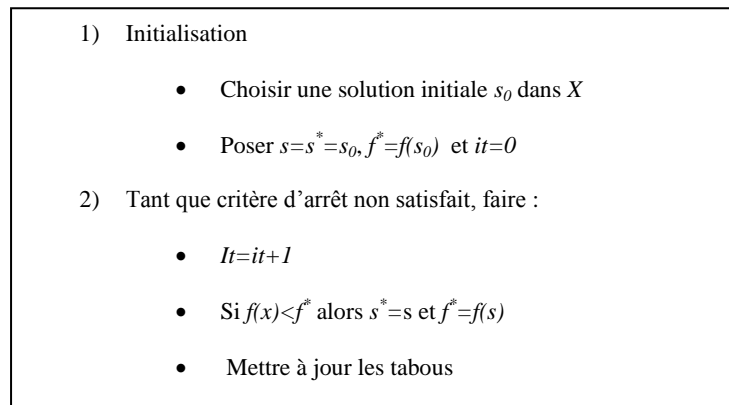 1) Initialisation
• Choisir une solution initiale s0 dans X
• Poser s=s*=s0, f*=f(s0) et it=0
2) Tant que critère d’arrêt non satisfait, faire :
• It=it+1
• Si f(x)<f* alors s*=s et f*=f(s)
• Mettre à jour les tabous